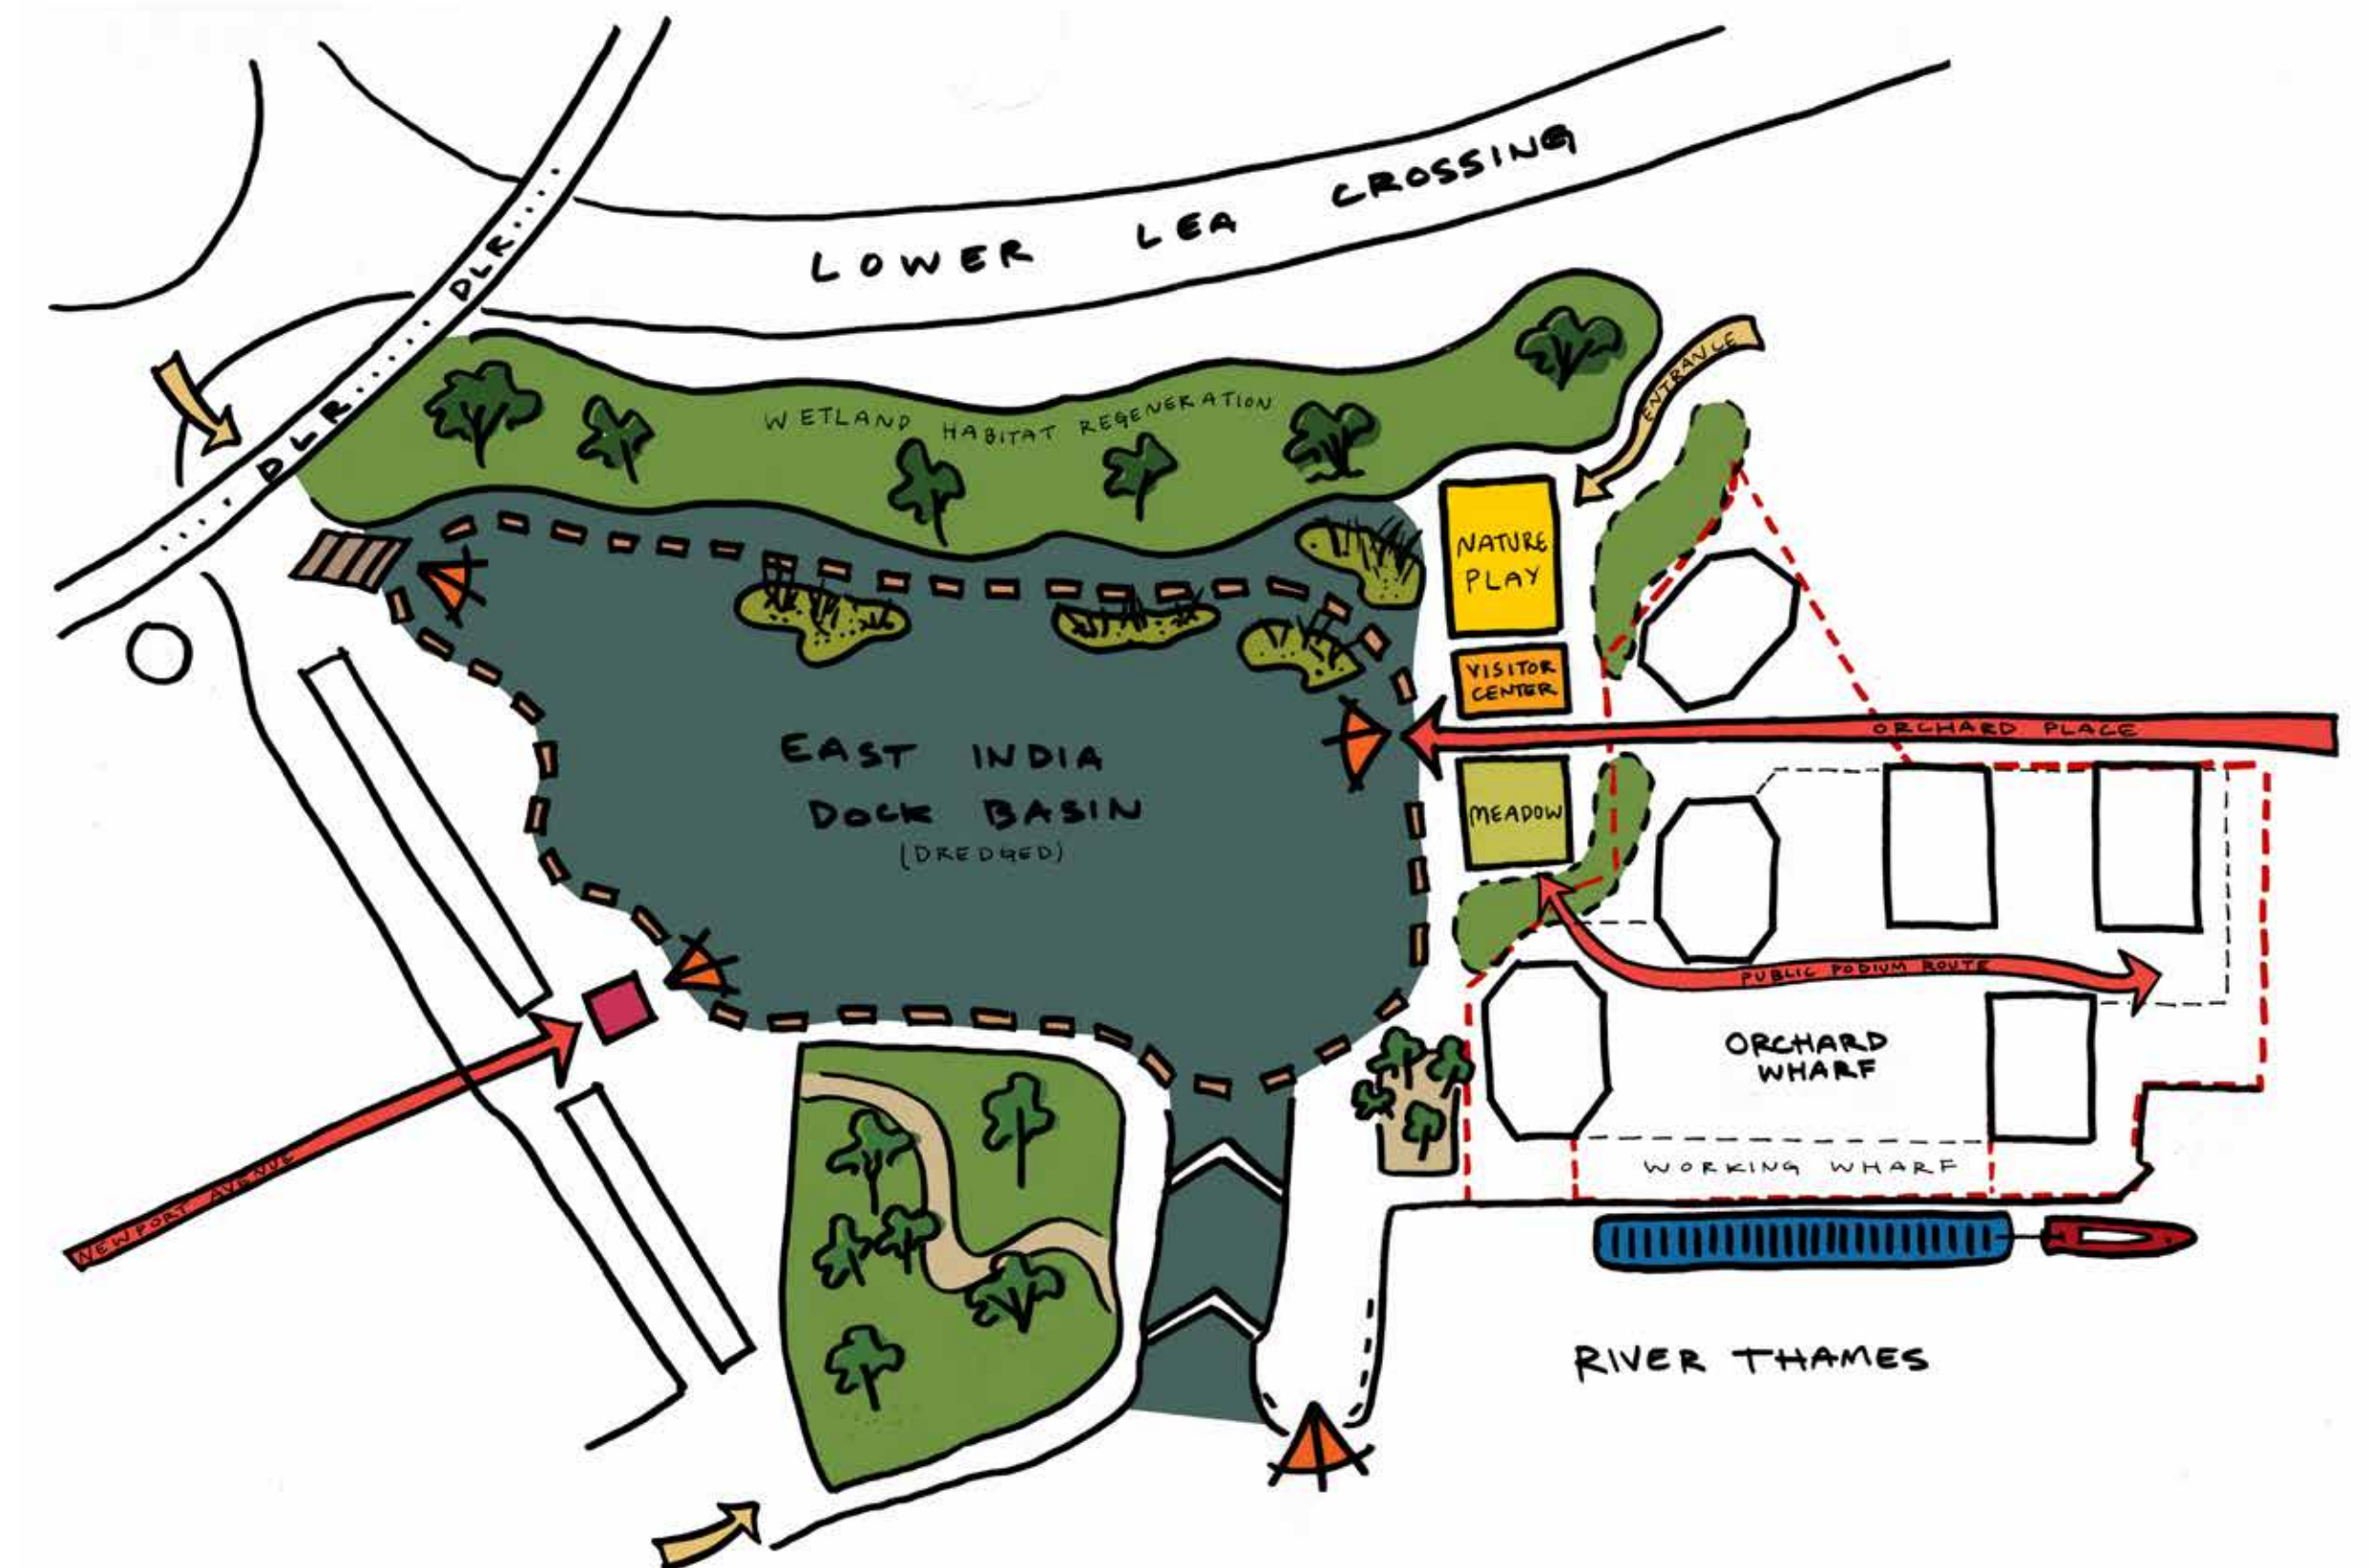 LOWER LEA CROSSING
DLR
DLR
WETLAND HABITAT REGENERATION
ENTRANCE
NATURE
PLAY
VISITOR
CENTER
ORCHARD PLACE
EAST INDIA
DOCK BASIN
(DREDGED)
MEADOW
PUBLIC PODIUM ROUTE
ORCHARD
WHARF
WORKING WHARF
NEWPORT AVENUE
RIVER THAMES